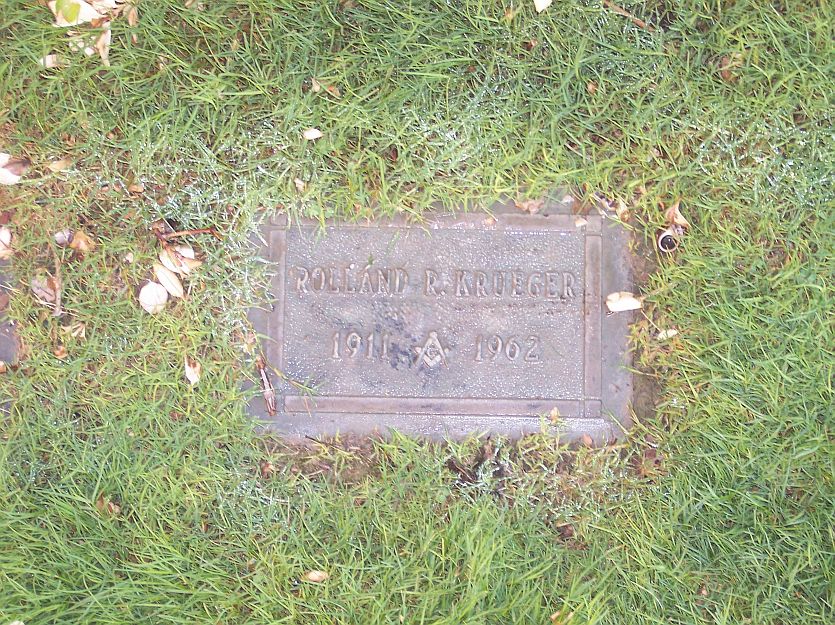 ROLLAND R. KRUEGER
1911 G 1962